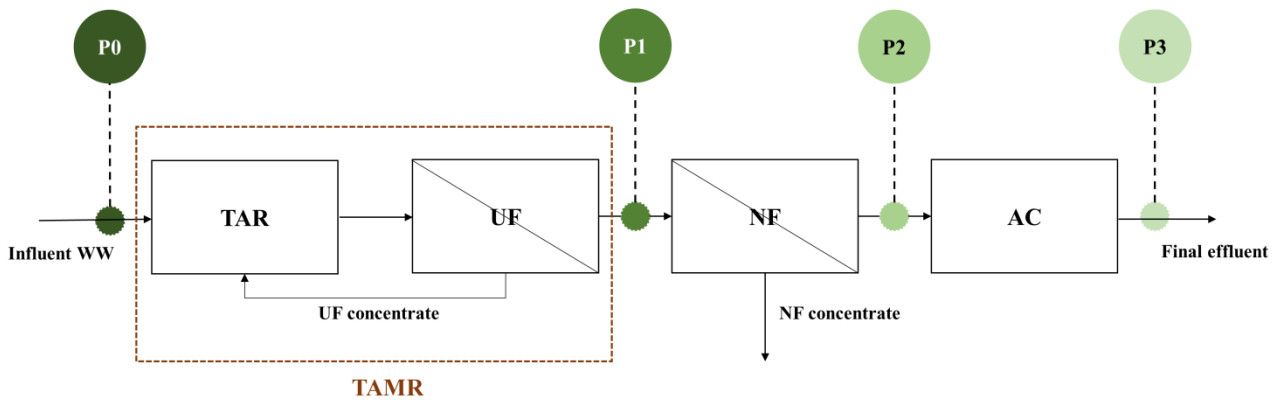 P0
P1
P2
P3
TAR
UF
NF
AC
Influent WW
Final effluent
UF concentrate
NF concentrate
TAMR